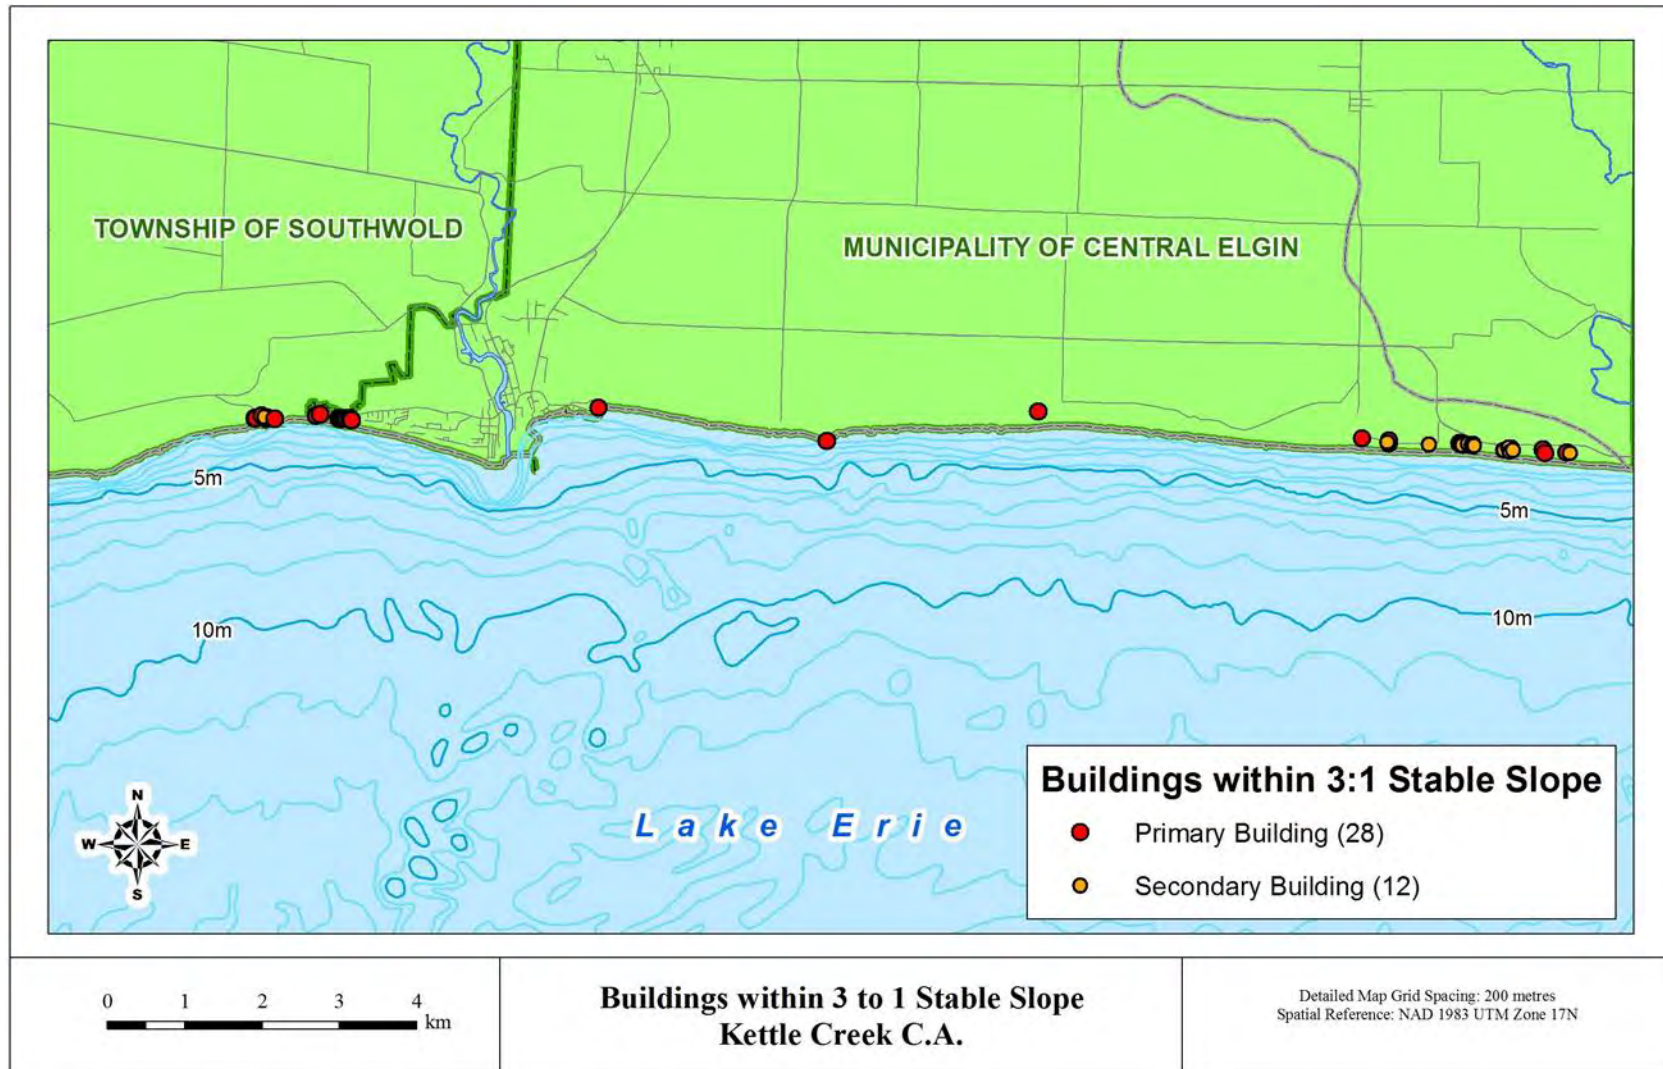 TOWNSHIP OF SOUTHWOLD
MUNICIPALITY OF CENTRAL ELGIN
5m
5m
10m
10m
Lake Erie
N
W E
S
Buildings within 3:1 Stable Slope
Primary Building (28)
Secondary Building (12)
0 1 2 3 4
km
Buildings within 3 to 1 Stable Slope
Kettle Creek C.A.
Detailed Map Grid Spacing: 200 metres
Spatial Reference: NAD 1983 UTM Zone 17N